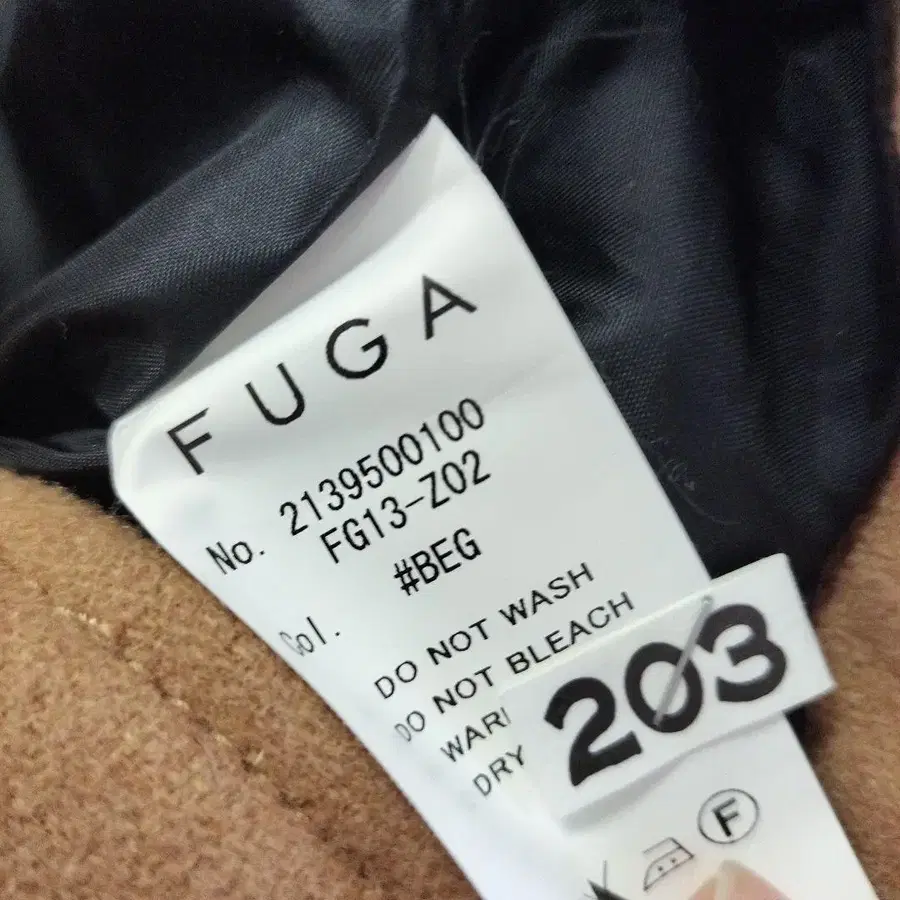 FUGA
No. 2139500100
FG13-Z02
Col. #BEG
DO NOT WASH
DO NOT BLEACH
DRY
203
F